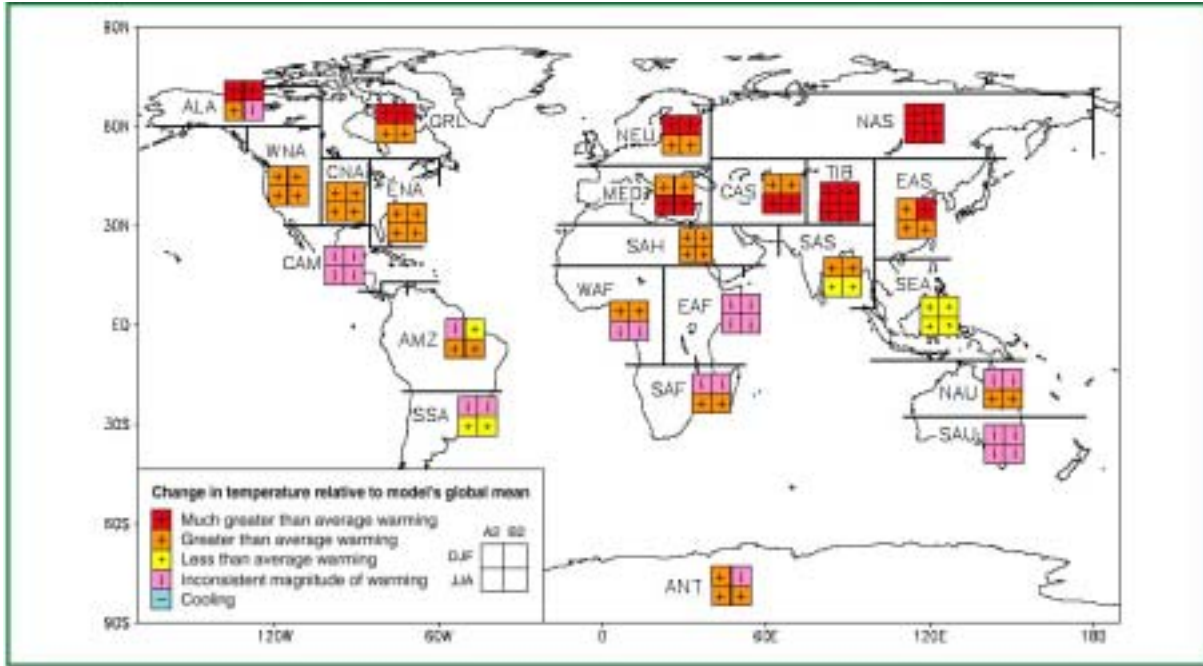 90N
60N
30N
EQ
30S
60S
90S
120W
60W
0
60E
120E
180
ALA
GRL
WNA
CNA
ENA
CAM
AMZ
SSA
NEU
NAS
MED
CAS
TIB
EAS
SAH
SAS
SEA
WAF
EAF
SAF
NAU
SAU
ANT
Change in temperature relative to model's global mean
Much greater than average warming
Greater than average warming
Less than average warming
Inconsistent magnitude of warming
Cooling
A2 B2
DJF
JJA